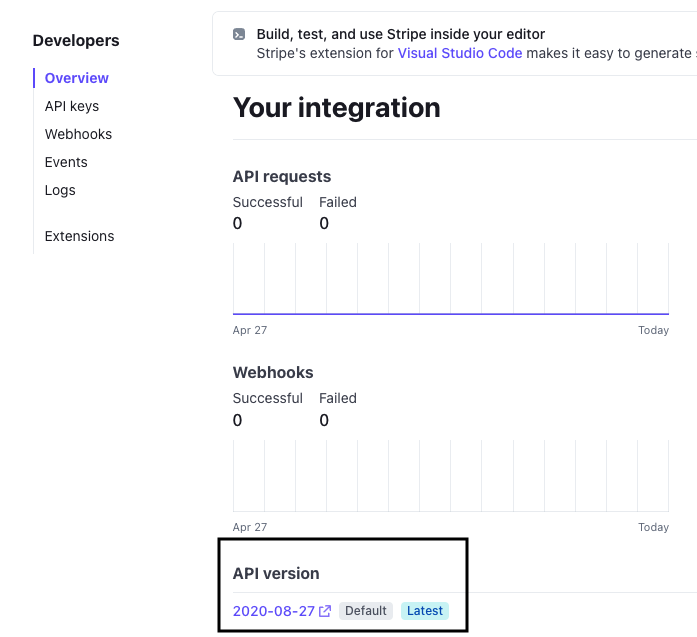 Developers
Overview
API keys
Webhooks
Events
Logs
Extensions
Build, test, and use Stripe inside your editor
Stripe's extension for Visual Studio Code makes it easy to generate
Your integration
API requests
Successful Failed
0 0
Apr 27 Today
Webhooks
Successful Failed
0 0
Apr 27 Today
API version
2020-08-27 Default Latest